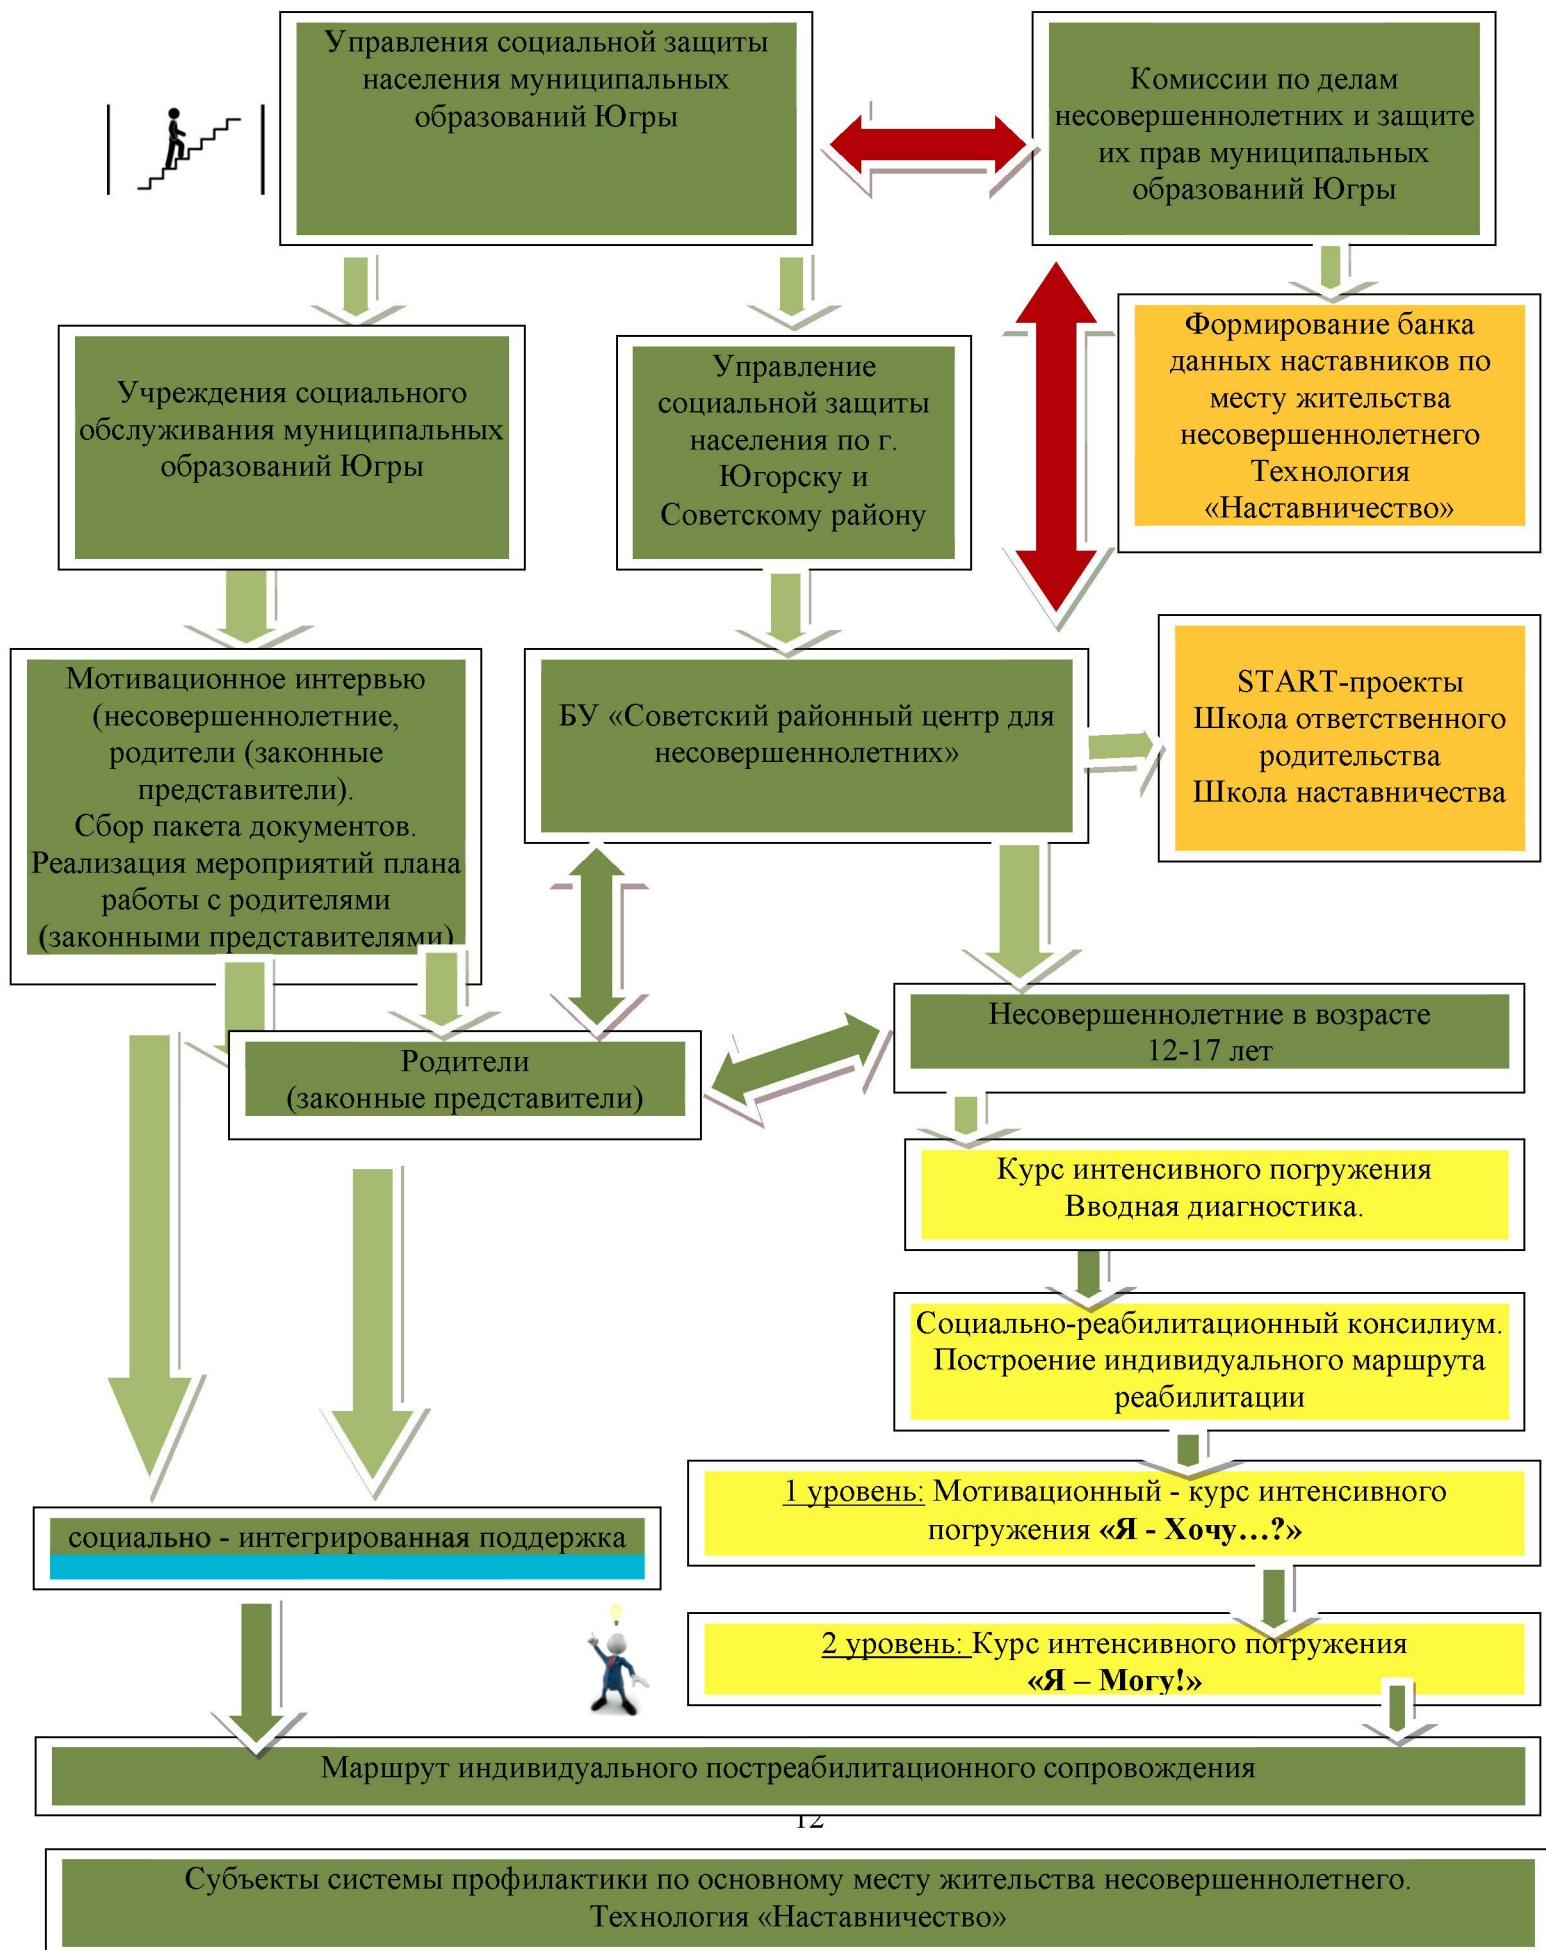 Управления социальной защиты
населения муниципальных
образований Югры
Комиссии по делам
несовершеннолетних и защите
их прав муниципальных
образований Югры
Формирование банка
данных наставников по
месту жительства
несовершеннолетнего
Технология
«Наставничество»
Учреждения социального
обслуживания муниципальных
образований Югры
Управление
социальной защиты
населения по г.
Югорску и
Советскому району
Мотивационное интервью
(несовершеннолетние,
родители (законные
представители).
Сбор пакета документов.
Реализация мероприятий плана
работы с родителями
(законными представителями)
БУ «Советский районный центр для
несовершеннолетних»
START-проекты
Школа ответственного
родительства
Школа наставничества
Родители
(законные представители)
Несовершеннолетние в возрасте
12-17 лет
Курс интенсивного погружения
Вводная диагностика.
Социально-реабилитационный консилиум.
Построение индивидуального маршрута
реабилитации
1 уровень: Мотивационный - курс интенсивного
погружения «Я - Хочу…?»
социально - интегрированная поддержка
2 уровень: Курс интенсивного погружения
«Я – Могу!»
Маршрут индивидуального постреабилитационного сопровождения
12
Субъекты системы профилактики по основному месту жительства несовершеннолетнего.
Технология «Наставничество»